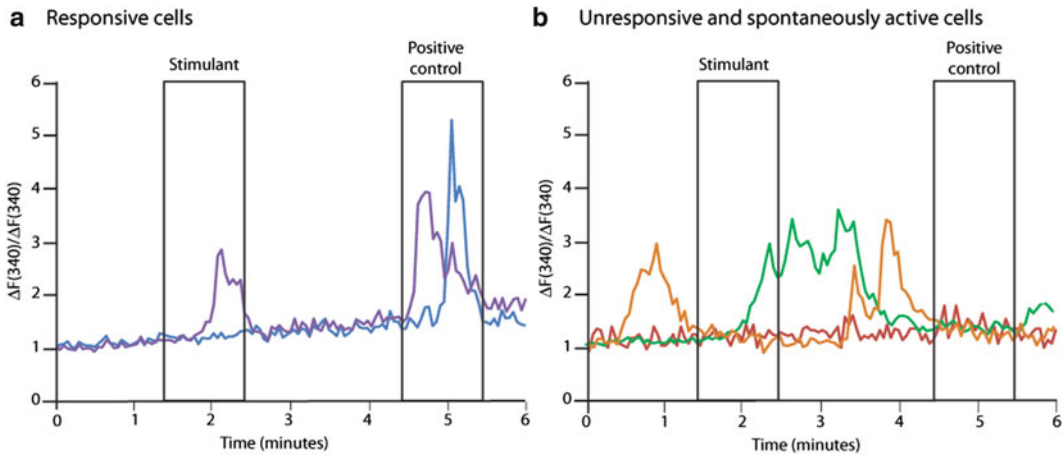 a Responsive cells
Stimulant
Positive
control
6
5
4
3
2
1
0
ΔF(340)/ΔF(340)
0 1 2 3 4 5 6
Time (minutes)
b Unresponsive and spontaneously active cells
Stimulant
Positive
control
6
5
4
3
2
1
0
ΔF(340)/ΔF(340)
0 1 2 3 4 5 6
Time (minutes)